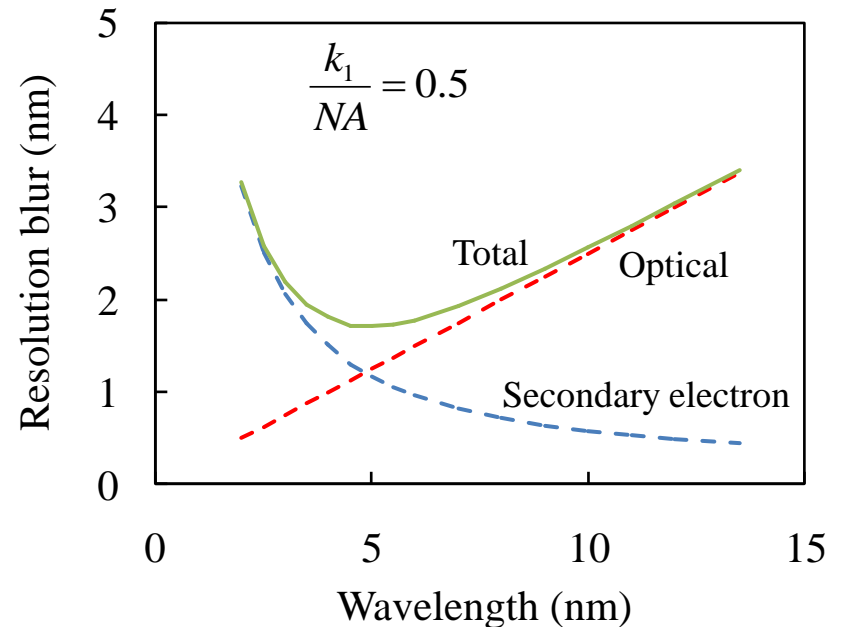 Resolution blur (nm)
5
4
3
2
1
0
k₁/NA = 0.5
Total
Optical
Secondary electron
0 5 10 15
Wavelength (nm)